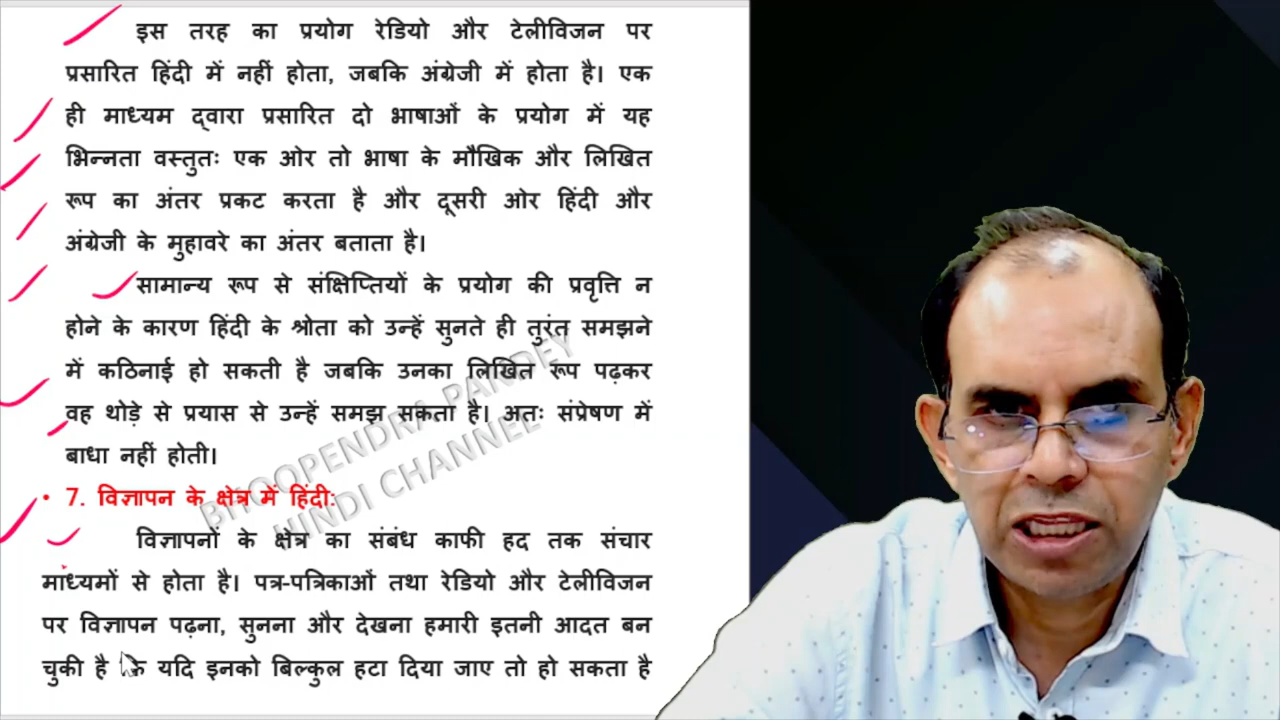 इस तरह का प्रयोग रेडियो और टेलीविजन पर
प्रसारित हिंदी में नहीं होता, जबकि अंग्रेजी में होता है। एक
ही माध्यम द्वारा प्रसारित दो भाषाओं के प्रयोग में यह
भिन्नता वस्तुतः एक ओर तो भाषा के मौखिक और लिखित
रूप का अंतर प्रकट करता है और दूसरी ओर हिंदी और
अंग्रेजी के मुहावरे का अंतर बताता है।
सामान्य रूप से संक्षिप्तियों के प्रयोग की प्रवृत्ति न
होने के कारण हिंदी के श्रोता को उन्हें सुनते ही तुरंत समझने
में कठिनाई हो सकती है जबकि उनका लिखित रूप पढ़कर
वह थोड़े से प्रयास से उन्हें समझ सकता है। अतः संप्रेषण में
बाधा नहीं होती।
• 7. विज्ञापन के क्षेत्र में हिंदी:
विज्ञापनों के क्षेत्र का संबंध काफी हद तक संचार
माध्यमों से होता है। पत्र-पत्रिकाओं तथा रेडियो और टेलीविजन
पर विज्ञापन पढ़ना, सुनना और देखना हमारी इतनी आदत बन
चुकी है कि यदि इनको बिल्कुल हटा दिया जाए तो हो सकता है
BHOOPENDRA PANDEY
HINDI CHANNEL